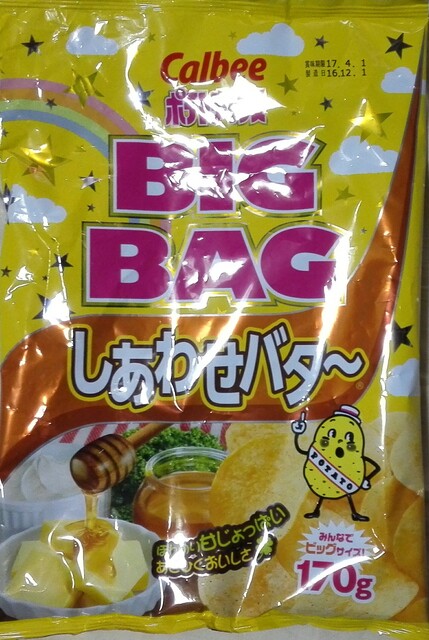 Calbee
賞味期限17. 4. 1
製造日16.12. 1
ポテトチップス
BIG
BAG
しあわせバタ〜
POTATO
ほんのり甘じょっぱい
あとひくおいしさ
みんなで
ビッグサイズ!
170g